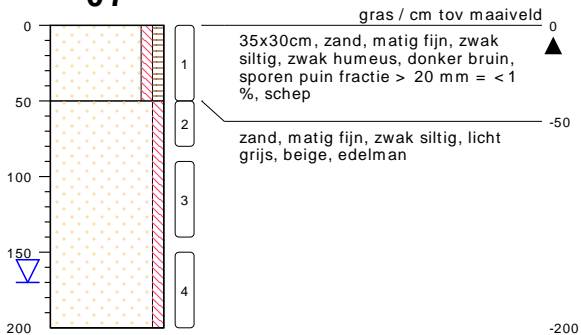 gras / cm tov maaiveld
0
0
35x30cm, zand, matig fijn, zwak
siltig, zwak humeus, donker bruin,
sporen puin fractie > 20 mm = <1
%, schep
1
50
-50
2
zand, matig fijn, zwak siltig, licht
grijs, beige, edelman
100
3
150
4
200
-200